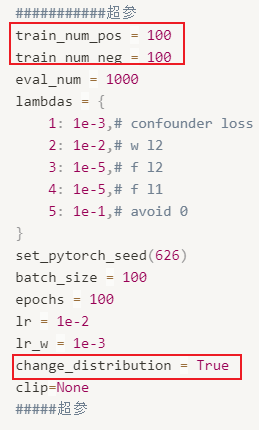 ###########超参
train_num_pos = 100
train_num_neg = 100
eval_num = 1000
lambdas = {
    1: 1e-3,# confounder loss
    2: 1e-2,# w l2
    3: 1e-5,# f l2
    4: 1e-5,# f l1
    5: 1e-1,# avoid 0
}
set_pytorch_seed(626)
batch_size = 100
epochs = 100
lr = 1e-2
lr_w = 1e-3
change_distribution = True
clip=None
#####超参